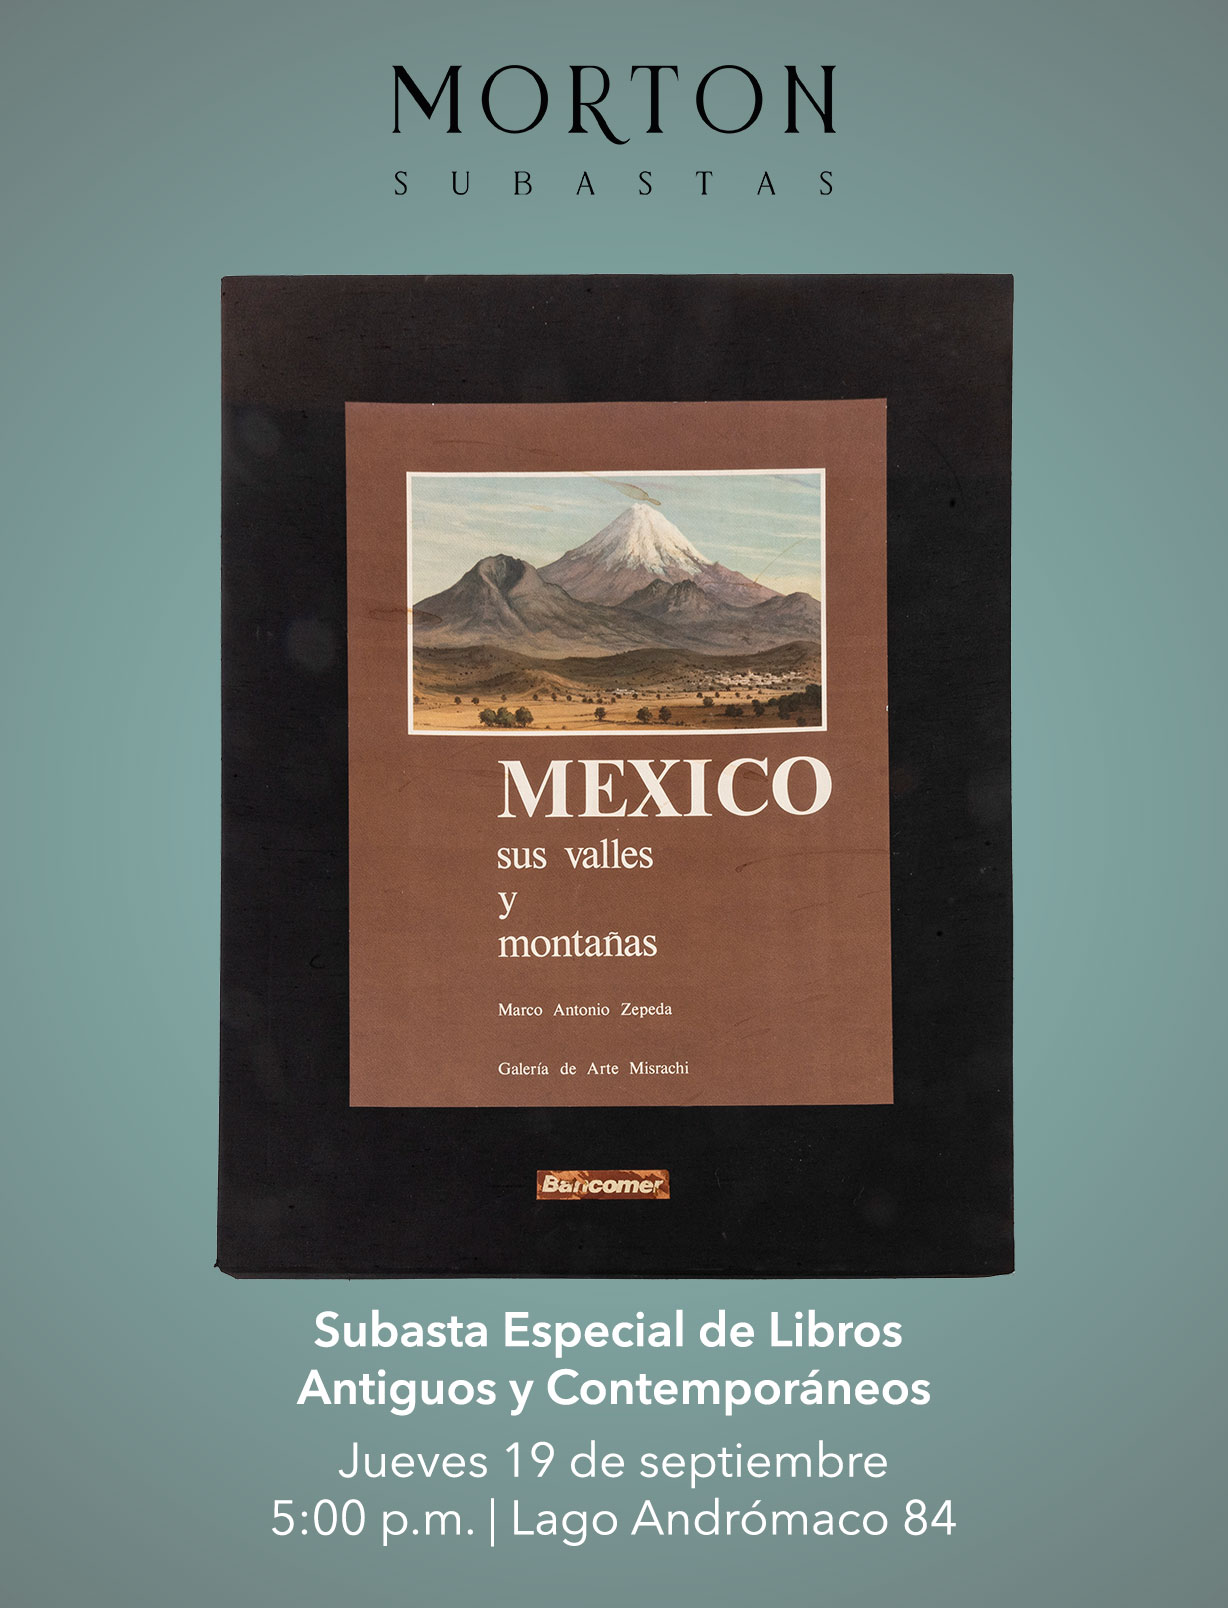 MORTON
SUBASTAS
MEXICO
sus valles
y
montañas
Marco Antonio Zepeda
Galería de Arte Misrachi
Bancomer
Subasta Especial de Libros
Antiguos y Contemporáneos
Jueves 19 de septiembre
5:00 p.m. | Lago Andrómaco 84